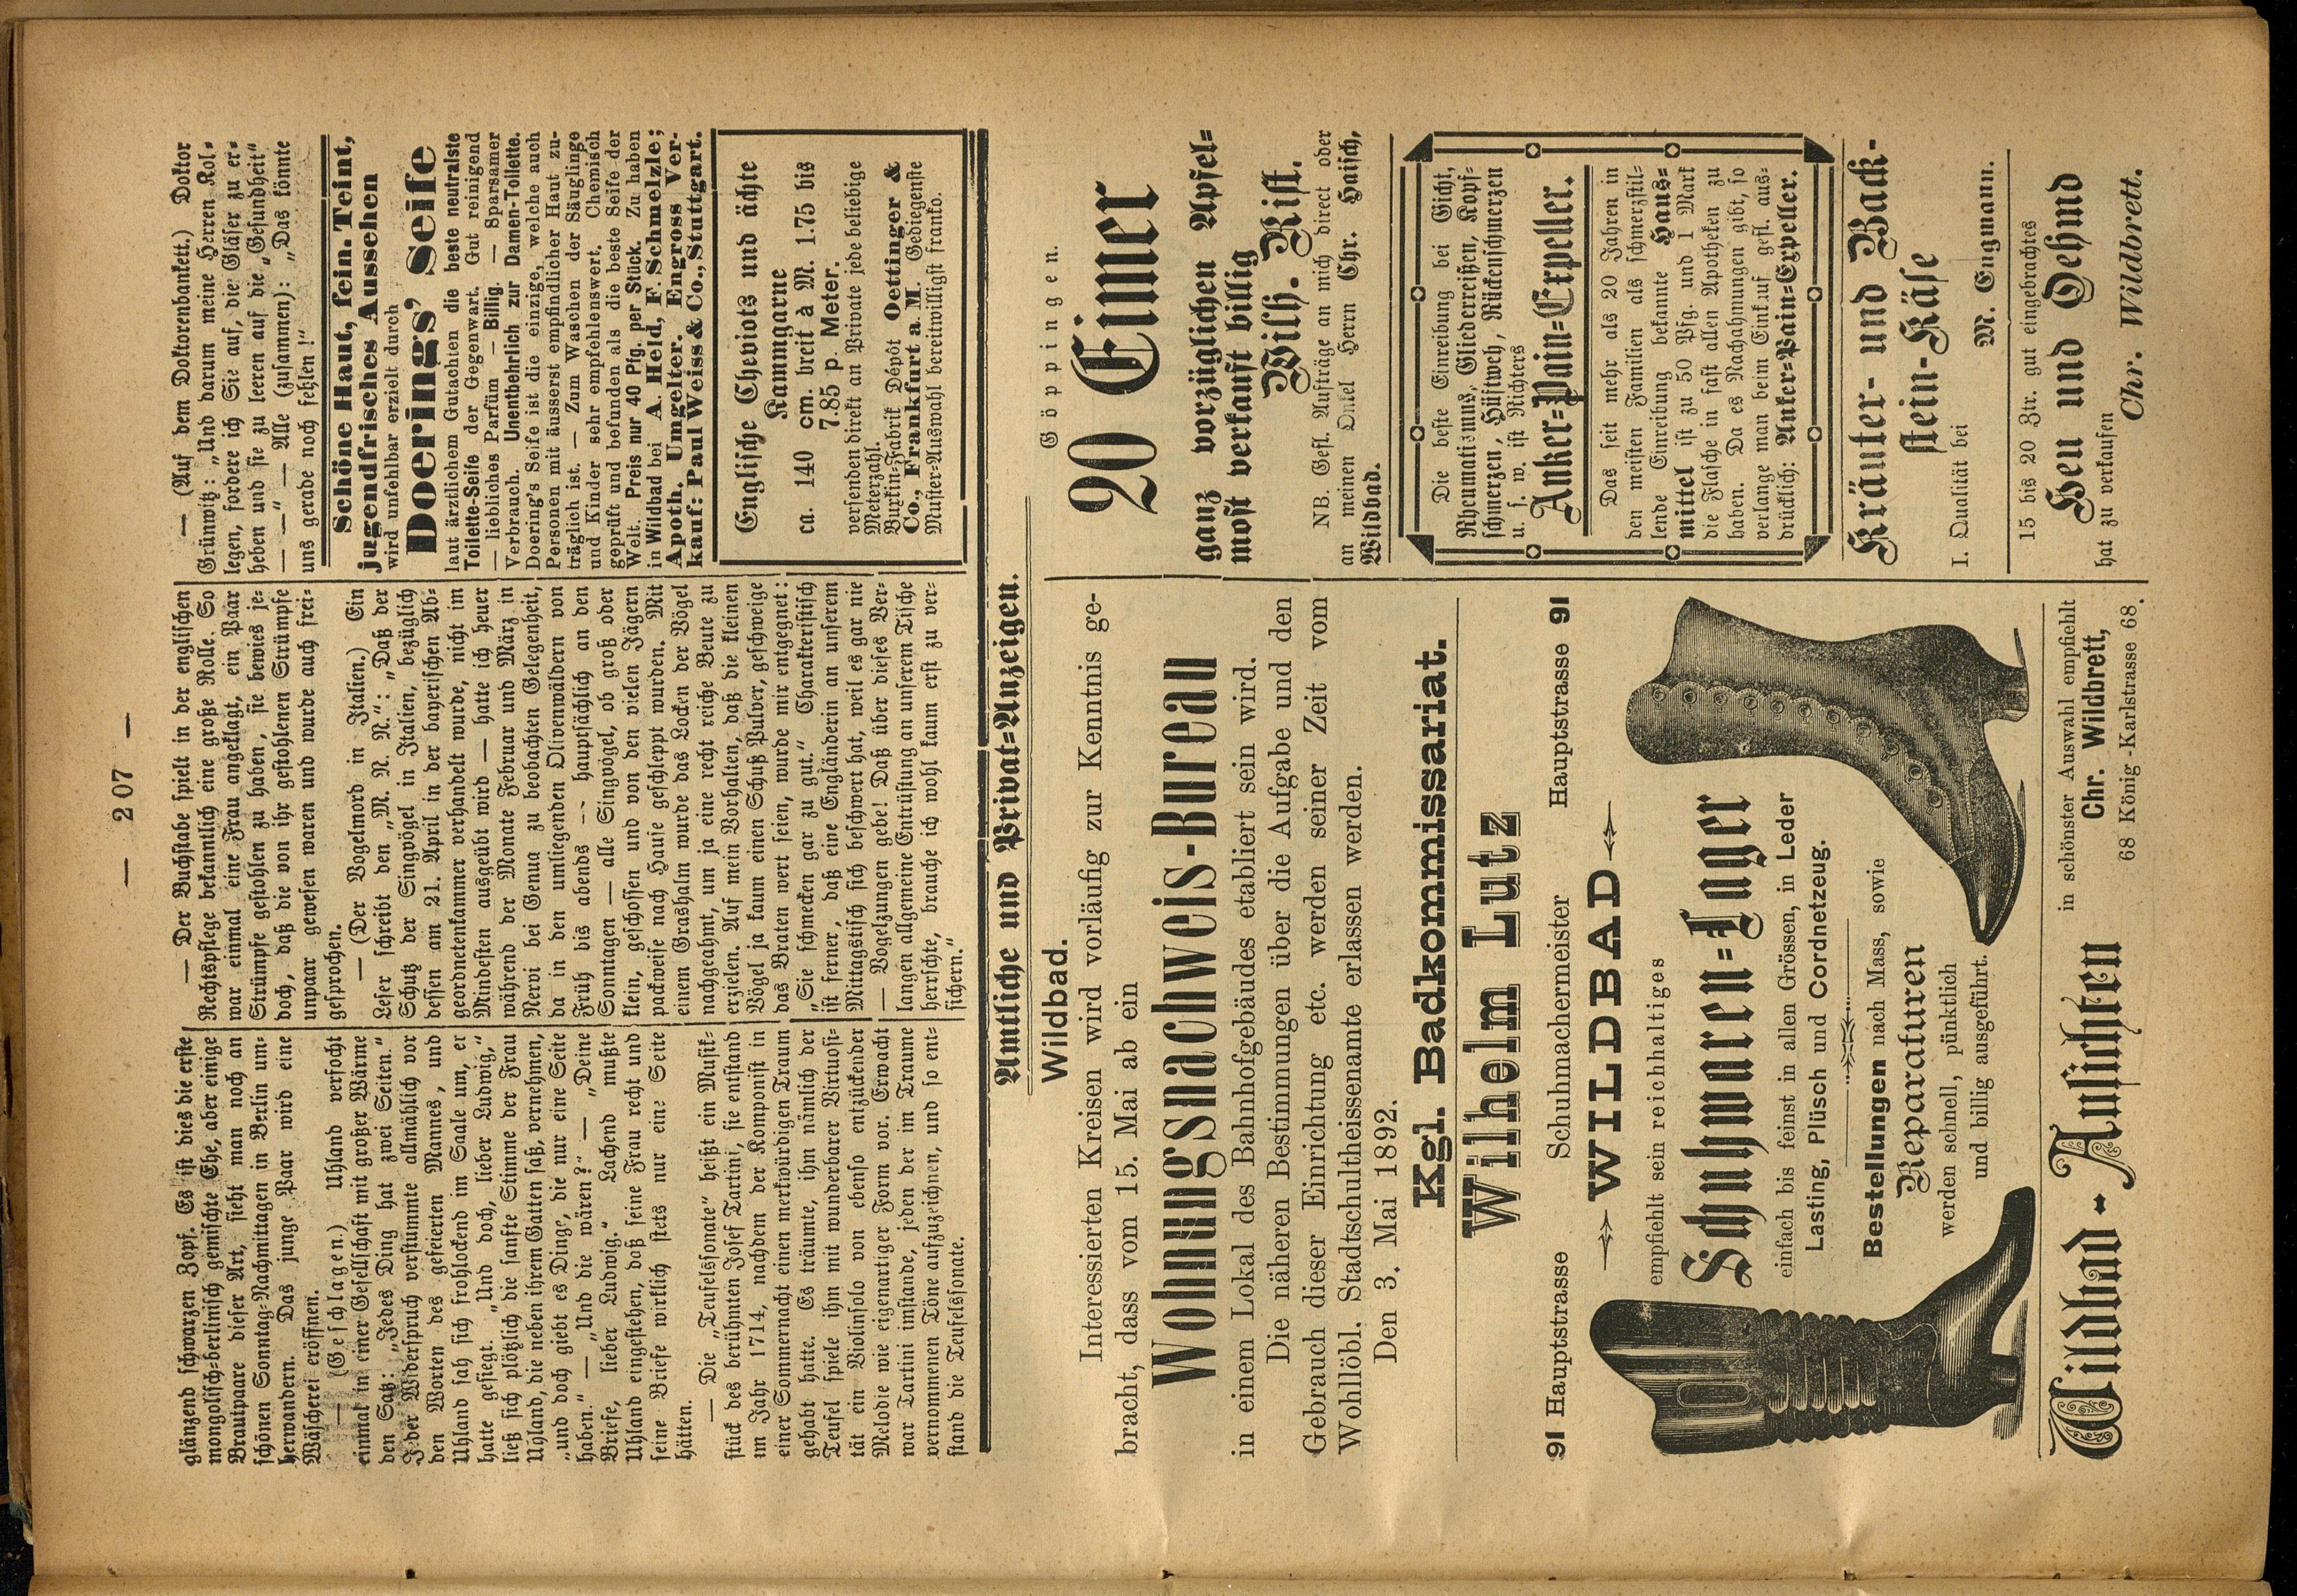 — 207 —
glänzend schwarzen Zopf. Es ist dies die erste
mongolisch-berlinisch gemischte Ehe, aber einige
Brautpaare dieser Art, sieht man noch an
schönen Sonntag-Nachmittagen in Berlin um-
herwandern. Das junge Paar wird eine
Wäscherei eröffnen.
— (Geschlagen.) Uhland versocht
einmal in einer Gesellschaft mit großer Wärme
den Satz: „Jedes Ding hat zwei Seiten.“
Jeder Widerspruch verstummte allmählich vor
den Worten des gefeierten Mannes, und
Uhland sah sich frohlockend im Saale um, er
hatte gesiegt. „Und doch, lieber Ludwig,“
ließ sich plötzlich die sanfte Stimme der Frau
Uhland, die neben ihrem Gatten saß, vernehmen,
„und doch giebt es Dinge, die nur eine Seite
haben.“ — „Und die wären?“ — „Deine
Briefe, lieber Ludwig.“ Lachend mußte
Uhland eingestehen, daß seine Frau recht und
seine Briefe wirklich stets nur eine Seite
hätten.
— Die „Teufelssonate“ heißt ein Musik-
stück des berühmten Josef Tartini, sie entstand
im Jahr 1714, nachdem der Komponist in
einer Sommernacht einen merkwürdigen Traum
gehabt hatte. Es träumte, ihm nämlich der
Teufel spiele ihm mit wunderbarer Virtuosi-
tät ein Violinsolo von ebenso entzückender
Melodie wie eigenartiger Form vor. Erwacht
war Tartini imstande, jeden der im Traume
vernommenen Töne aufzuzeichnen, und so ent-
stand die Teufelssonate.
— Der Buchstabe spielt in der englischen
Rechtspflege bekanntlich eine große Rolle. So
war einmal eine Frau angeklagt, ein Paar
Strümpfe gestohlen zu haben, sie bewies je-
doch, daß die von ihr gestohlenen Strümpfe
unpaar gewesen waren und wurde auch frei-
gesprochen.
— (Der Vogelmord in Italien.) Ein
Leser schreibt den „M. N. N.“: „Daß der
Schutz der Singvögel in Italien, bezüglich
dessen am 21. April in der bayerischen Ab-
geordnetenkammer verhandelt wurde, nicht im
Mindesten ausgeübt wird — hatte ich heuer
während der Monate Februar und März in
Nervi bei Genua zu beobachten Gelegenheit,
da in den umliegenden Olivenwäldern von
Früh bis abends -- hauptsächlich an den
Sonntagen — alle Singvögel, ob groß oder
klein, geschossen und von den vielen Jägern
packweise nach Hause geschleppt wurden. Mit
einem Grashalm wurde das Locken der Vögel
nachgeahmt, um ja eine recht reiche Beute zu
erzielen. Auf mein Vorhalten, daß die kleinen
Vögel ja kaum einen Schuß Pulver, geschweige
das Braten wert seien, wurde mir entgegnet:
„Sie schmecken gar zu gut.“ Charakteristisch
ist ferner, daß eine Engländerin an unserem
Mittagstisch sich beschwert hat, weil es gar nie
— Vogelzungen gebe! Daß über dieses Ver-
langen allgemeine Entrüstung an unserem Tische
herrschte, brauche ich wohl kaum erst zu ver-
sichern.“
— (Auf dem Doktorenbankett.) Doktor
Grünwitz: „Und darum meine Herren Kol-
legen, fordere ich Sie auf, die Gläser zu er-
heben und sie zu leeren auf die „Gesundheit“
— —“ — Alle (zusammen): „Das könnte
uns gerade noch fehlen!“
Schöne Haut, fein. Teint,
jugendfrisches Aussehen
wird unfehlbar erzielt durch
Doerings' Seife
laut ärztlichem Gutachten die beste neutralste
Toilette-Seife der Gegenwart. Gut reinigend
— liebliches Parfüm — Billig. — Sparsamer
Verbrauch. Unentbehrlich zur Damen-Toilette.
Doering's Seife ist die einzige, welche auch
Personen mit äusserst empfindlicher Haut zu-
träglich ist. — Zum Waschen der Säuglinge
und Kinder sehr empfehlenswert. Chemisch
geprüft und befunden als die beste Seife der
Welt. Preis nur 40 Pfg. per Stück. Zu haben
in Wildbad bei A. Held, F. Schmelzle;
Apoth. Umgelter. Engross Ver-
kauf: Paul Weiss & Co., Stuttgart.
Englische Cheviots und ächte
Kammgarne
ca. 140 cm. breit à M. 1.75 bis
7.85 p. Meter.
versenden direkt an Private jede beliebige
Meterzahl.
Buxkin-Fabrik Dépôt Oettinger &
Co., Frankfurt a. M. Gediegenste
Muster-Auswahl bereitwilligst franko.
Amtliche und Privat-Anzeigen.
Wildbad.
Interessierten Kreisen wird vorläufig zur Kenntnis ge-
bracht, dass vom 15. Mai ab ein
Wohnungsnachweis-Bureau
in einem Lokal des Bahnhofgebäudes etabliert sein wird.
Die näheren Bestimmungen über die Aufgabe und den
Gebrauch dieser Einrichtung etc. werden seiner Zeit vom
Wohllöbl. Stadtschultheissenamte erlassen werden.
Den 3. Mai 1892.
Kgl. Badkommissariat.
Wilhelm Lutz
91 Hauptstrasse Schuhmachermeister Hauptstrasse 91
WILDBAD
empfiehlt sein reichhaltiges
Schuhwaren-Lager
einfach bis feinst in allen Grössen, in Leder
Lasting, Plüsch und Cordnetzeug.
Bestellungen nach Mass, sowie
Reparaturen
werden schnell, pünktlich
und billig ausgeführt.
Wildbad-Ansichten
in schönster Auswahl empfiehlt
Chr. Wildbrett,
68 König-Karlstrasse 68.
Göppingen.
20 Eimer
ganz vorzüglichen Apfel-
most verkauft billig
Wilh. Rist.
NB. Gefl. Aufträge an mich direct oder
an meinen Onkel Herrn Chr. Haisch,
Wildbad.
Die beste Einreibung bei Gicht,
Rheumatismus, Gliederreißen, Kopf-
schmerzen, Hüftweh, Rückenschmerzen
u. s. w. ist Richters
Anker-Pain-Expeller.
Das seit mehr als 20 Jahren in
den meisten Familien als schmerzstil-
lende Einreibung bekannte Haus-
mittel ist zu 50 Pfg. und 1 Mark
die Flasche in fast allen Apotheken zu
haben. Da es Nachahmungen gibt, so
verlange man beim Einkauf gefl. aus-
drücklich: Anker-Pain-Expeller.
Kräuter- und Back-
stein-Käse
I. Qualität bei
M. Engmann.
15 bis 20 Ztr. gut eingebrachtes
Heu und Oehmd
hat zu verkaufen
Chr. Wildbrett.